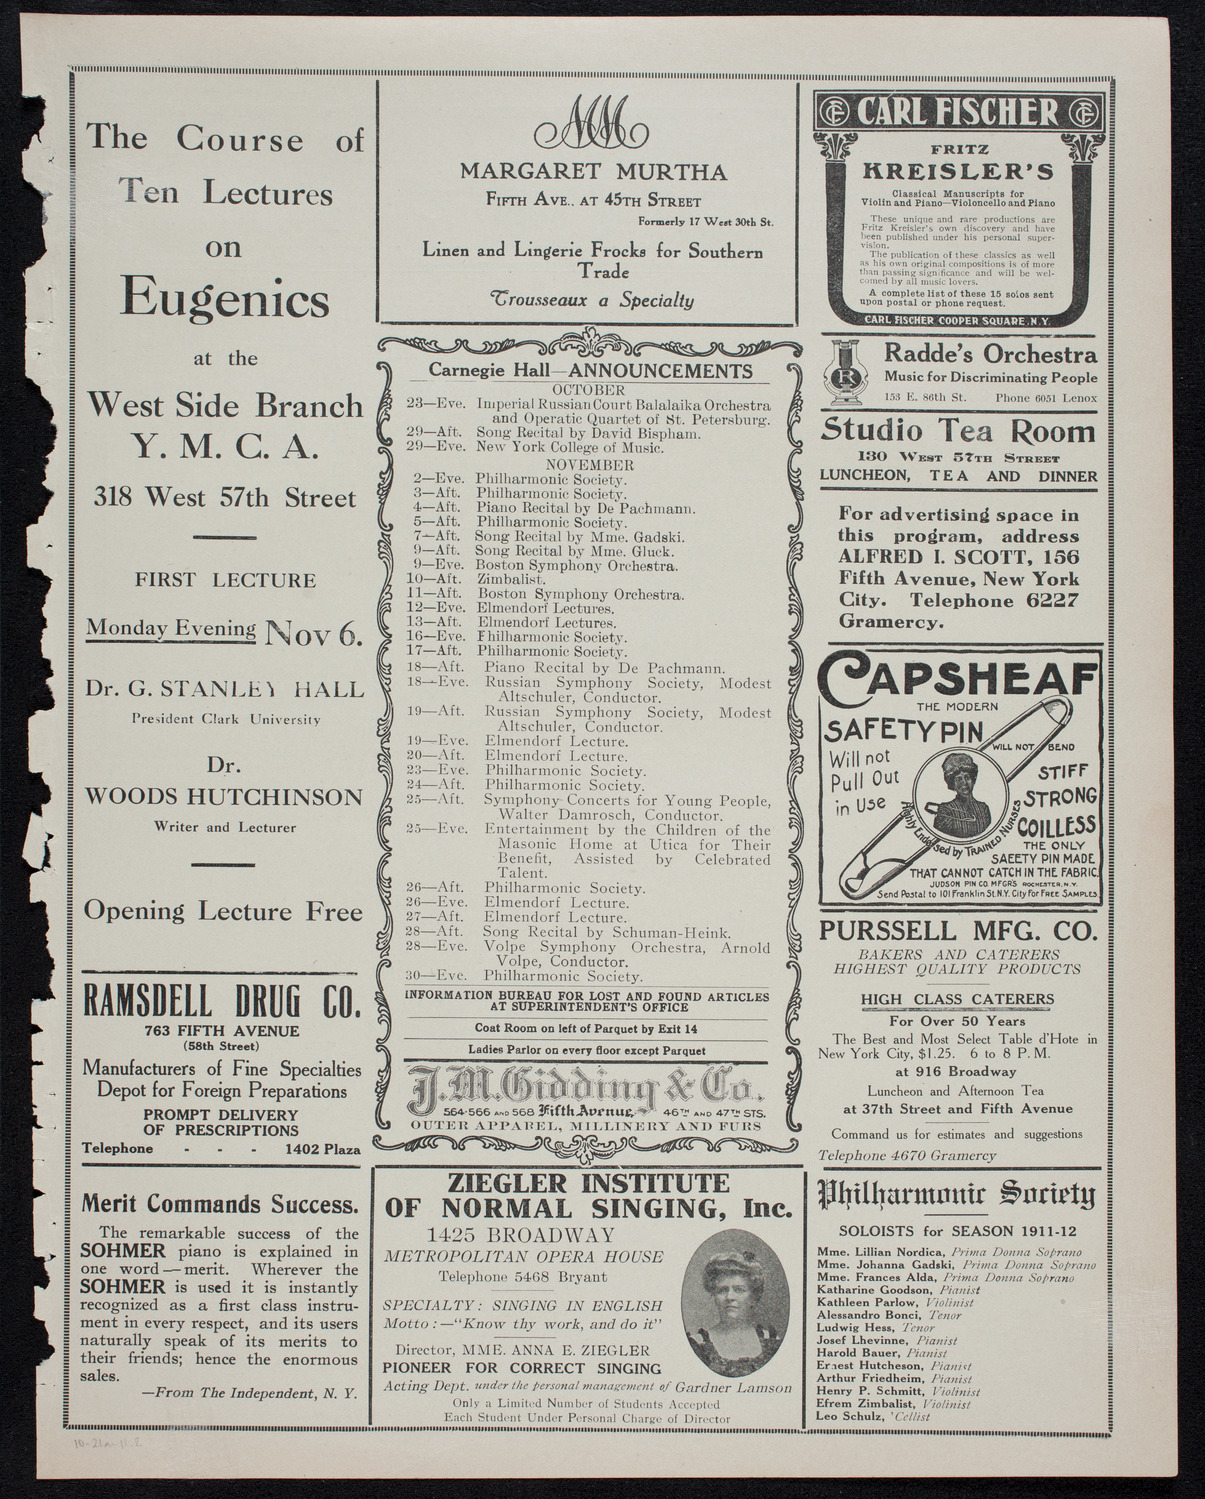 The Course of
Ten Lectures
on
Eugenics
at the
West Side Branch
Y. M. C. A.
318 West 57th Street
FIRST LECTURE
Monday Evening Nov 6.
Dr. G. STANLEY HALL
President Clark University
Dr.
WOODS HUTCHINSON
Writer and Lecturer
Opening Lecture Free
RAMSDELL DRUG CO.
763 FIFTH AVENUE
(58th Street)
Manufacturers of Fine Specialties
Depot for Foreign Preparations
PROMPT DELIVERY
OF PRESCRIPTIONS
Telephone - - - 1402 Plaza
Merit Commands Success.
The remarkable success of the
SOHMER piano is explained in
one word—merit. Wherever the
SOHMER is used it is instantly
recognized as a first class instru-
ment in every respect, and its users
naturally speak of its merits to
their friends; hence the enormous
sales.
—From The Independent, N. Y.
MM
MARGARET MURTHA
FIFTH AVE., AT 45TH STREET
Formerly 17 West 30th St.
Linen and Lingerie Frocks for Southern
Trade
Trousseaux a Specialty
Carnegie Hall—ANNOUNCEMENTS
OCTOBER
23—Eve. Imperial Russian Court Balalaika Orchestra
and Operatic Quartet of St. Petersburg.
29—Aft. Song Recital by David Bispham.
29—Eve. New York College of Music.
NOVEMBER
2—Eve. Philharmonic Society.
3—Aft. Philharmonic Society.
4—Aft. Piano Recital by De Pachmann.
5—Aft. Philharmonic Society.
7—Aft. Song Recital by Mme. Gadski.
9—Aft. Song Recital by Mme. Gluck.
9—Eve. Boston Symphony Orchestra.
10—Aft. Zimbalist.
11—Aft. Boston Symphony Orchestra.
12—Eve. Elmendorf Lectures.
13—Aft. Elmendorf Lectures.
16—Eve. Philharmonic Society.
17—Aft. Philharmonic Society.
18—Aft. Piano Recital by De Pachmann.
18—Eve. Russian Symphony Society, Modest
Altschuler, Conductor.
19—Aft. Russian Symphony Society, Modest
Altschuler, Conductor.
19—Eve. Elmendorf Lecture.
20—Aft. Elmendorf Lecture.
23—Eve. Philharmonic Society.
24—Aft. Philharmonic Society.
25—Aft. Symphony Concerts for Young People,
Walter Damrosch, Conductor.
25—Eve. Entertainment by the Children of the
Masonic Home at Utica for Their
Benefit, Assisted by Celebrated
Talent.
26—Aft. Philharmonic Society.
26—Eve. Elmendorf Lecture.
27—Aft. Elmendorf Lecture.
28—Aft. Song Recital by Schuman-Heink.
28—Eve. Volpe Symphony Orchestra, Arnold
Volpe, Conductor.
30—Eve. Philharmonic Society.
INFORMATION BUREAU FOR LOST AND FOUND ARTICLES
AT SUPERINTENDENT'S OFFICE
Coat Room on left of Parquet by Exit 14
Ladies Parlor on every floor except Parquet
J. M. Gidding & Co.
564-566 AND 568 Fifth Avenue, 46TH AND 47TH STS.
OUTER APPAREL, MILLINERY AND FURS
ZIEGLER INSTITUTE
OF NORMAL SINGING, Inc.
1425 BROADWAY
METROPOLITAN OPERA HOUSE
Telephone 5468 Bryant
SPECIALTY: SINGING IN ENGLISH
Motto:—"Know thy work, and do it"
Director, MME. ANNA E. ZIEGLER
PIONEER FOR CORRECT SINGING
Acting Dept. under the personal management of Gardner Lamson
Only a Limited Number of Students Accepted
Each Student Under Personal Charge of Director
CF CARL FISCHER CF
FRITZ
KREISLER'S
Classical Manuscripts for
Violin and Piano—Violoncello and Piano
These unique and rare productions are
Fritz Kreisler's own discovery and have
been published under his personal super-
vision.
The publication of these classics as well
as his own original compositions is of more
than passing significance and will be wel-
comed by all music lovers.
A complete list of these 15 solos sent
upon postal or phone request.
CARL FISCHER COOPER SQUARE, N.Y.
R
Radde's Orchestra
Music for Discriminating People
153 E. 86th St. Phone 6051 Lenox
Studio Tea Room
130 WEST 57TH STREET
LUNCHEON, TEA AND DINNER
For advertising space in
this program, address
ALFRED I. SCOTT, 156
Fifth Avenue, New York
City. Telephone 6227
Gramercy.
CAPSHEAF
THE MODERN
SAFETY PIN
WILL NOT BEND
Will not
Pull Out
in Use
STIFF
STRONG
COILLESS
Highly Endorsed by TRAINED NURSES
THE ONLY
SAFETY PIN MADE
THAT CANNOT CATCH IN THE FABRIC.
JUDSON PIN CO. MFGRS ROCHESTER, N.Y.
Send Postal to 101 Franklin St. N.Y. City For FREE SAMPLES
PURSSELL MFG. CO.
BAKERS AND CATERERS
HIGHEST QUALITY PRODUCTS
HIGH CLASS CATERERS
For Over 50 Years
The Best and Most Select Table d'Hote in
New York City, $1.25. 6 to 8 P. M.
at 916 Broadway
Luncheon and Afternoon Tea
at 37th Street and Fifth Avenue
Command us for estimates and suggestions
Telephone 4670 Gramercy
Philharmonic Society
SOLOISTS for SEASON 1911-12
Mme. Lillian Nordica, Prima Donna Soprano
Mme. Johanna Gadski, Prima Donna Soprano
Mme. Frances Alda, Prima Donna Soprano
Katharine Goodson, Pianist
Kathleen Parlow, Violinist
Alessandro Bonci, Tenor
Ludwig Hess, Tenor
Josef Lhevinne, Pianist
Harold Bauer, Pianist
Ernest Hutcheson, Pianist
Arthur Friedheim, Pianist
Henry P. Schmitt, Violinist
Efrem Zimbalist, Violinist
Leo Schulz, 'Cellist